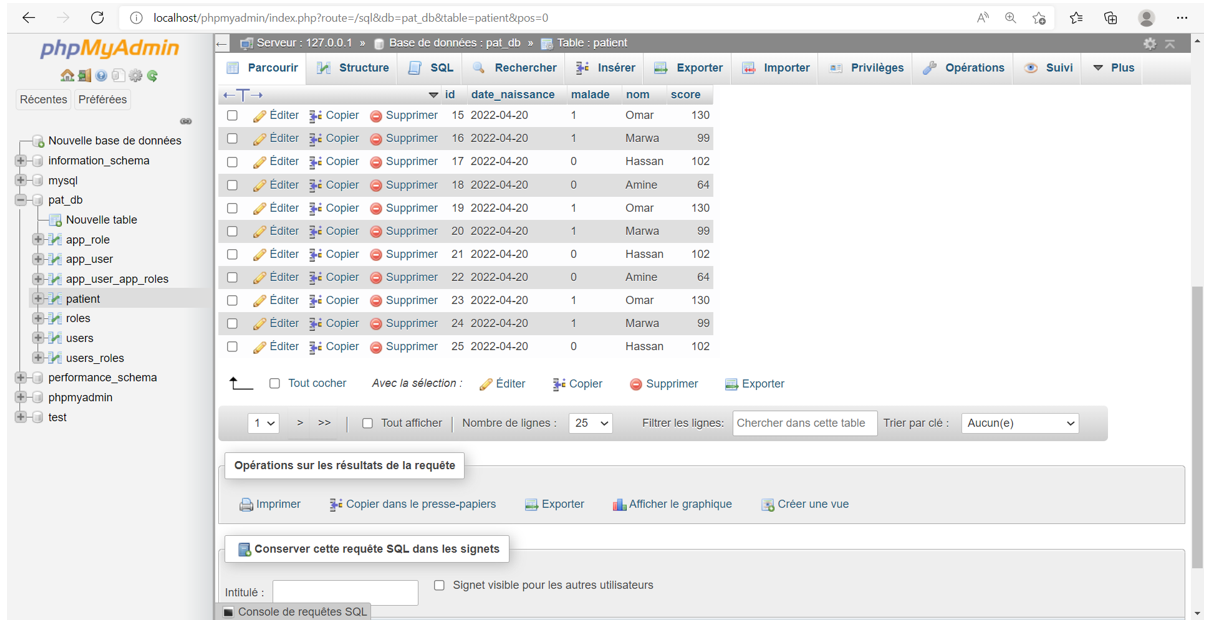 localhost/phpmyadmin/index.php?route=/sql&db=pat_db&table=patient&pos=0
phpMyAdmin
Récentes Préférées
Nouvelle base de données
information_schema
mysql
pat_db
Nouvelle table
app_role
app_user
app_user_app_roles
patient
roles
users
users_roles
performance_schema
phpmyadmin
test
Serveur : 127.0.0.1 » Base de données : pat_db » Table : patient
Parcourir Structure SQL Rechercher Insérer Exporter Importer Privilèges Opérations Suivi Plus
id date_naissance malade nom score
Éditer Copier Supprimer 15 2022-04-20 1 Omar 130
Éditer Copier Supprimer 16 2022-04-20 1 Marwa 99
Éditer Copier Supprimer 17 2022-04-20 0 Hassan 102
Éditer Copier Supprimer 18 2022-04-20 0 Amine 64
Éditer Copier Supprimer 19 2022-04-20 1 Omar 130
Éditer Copier Supprimer 20 2022-04-20 1 Marwa 99
Éditer Copier Supprimer 21 2022-04-20 0 Hassan 102
Éditer Copier Supprimer 22 2022-04-20 0 Amine 64
Éditer Copier Supprimer 23 2022-04-20 1 Omar 130
Éditer Copier Supprimer 24 2022-04-20 1 Marwa 99
Éditer Copier Supprimer 25 2022-04-20 0 Hassan 102
Tout cocher Avec la sélection : Éditer Copier Supprimer Exporter
1 > >> Tout afficher Nombre de lignes : 25 Filtrer les lignes: Chercher dans cette table Trier par clé : Aucun(e)
Opérations sur les résultats de la requête
Imprimer Copier dans le presse-papiers Exporter Afficher le graphique Créer une vue
Conserver cette requête SQL dans les signets
Intitulé : Signet visible pour les autres utilisateurs
Console de requêtes SQL